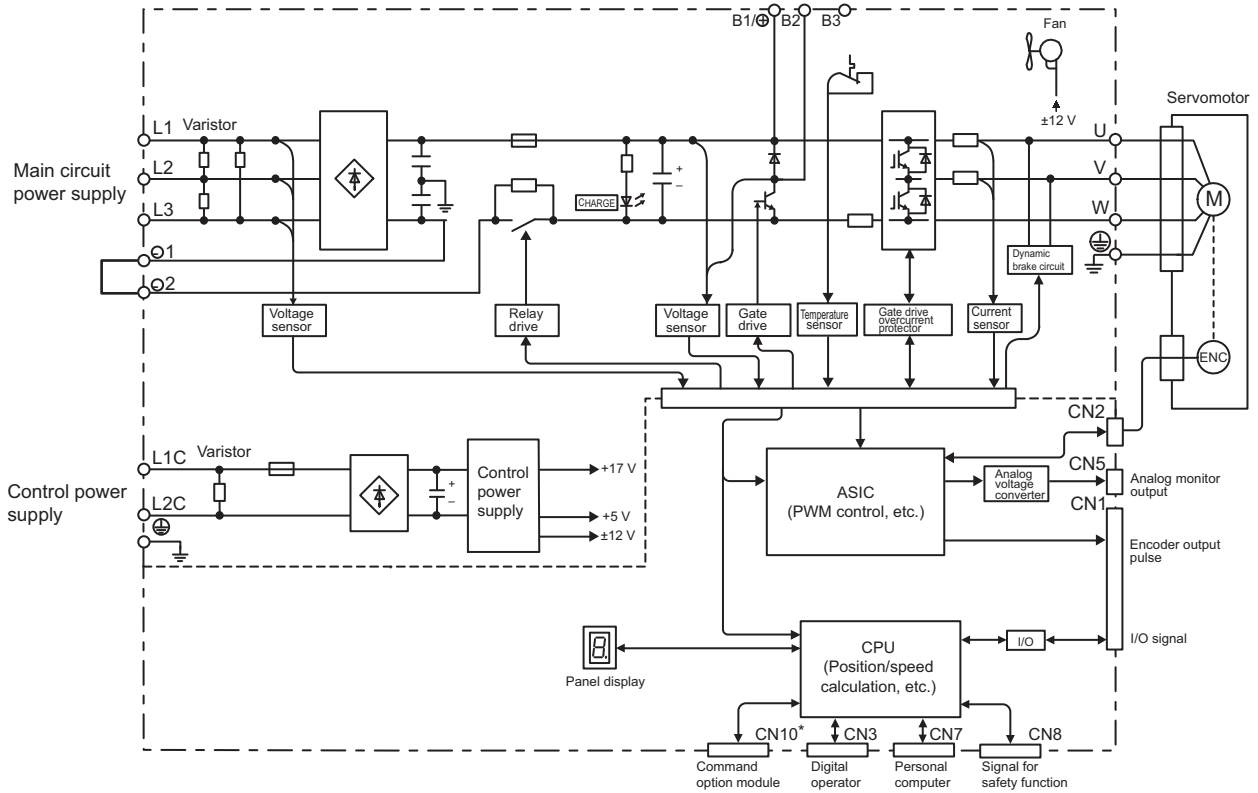 B1/⊕ B2 B3
Fan
±12 V
Servomotor
Main circuit
power supply
L1 Varistor
L2
L3
⊖1
⊖2
CHARGE
+
–
U
V
W
M
ENC
Voltage
sensor
Relay
drive
Voltage
sensor
Gate
drive
Temperature
sensor
Gate drive
overcurrent
protector
Current
sensor
Dynamic
brake circuit
Control power
supply
L1C Varistor
L2C
+
–
Control
power
supply
+17 V
+5 V
±12 V
ASIC
(PWM control, etc.)
Analog
voltage
converter
CN2
CN5
Analog monitor
output
CN1
Encoder output
pulse
I/O
I/O signal
8.
Panel display
CPU
(Position/speed
calculation, etc.)
CN10* CN3 CN7 CN8
Command
option module
Digital
operator
Personal
computer
Signal for
safety function